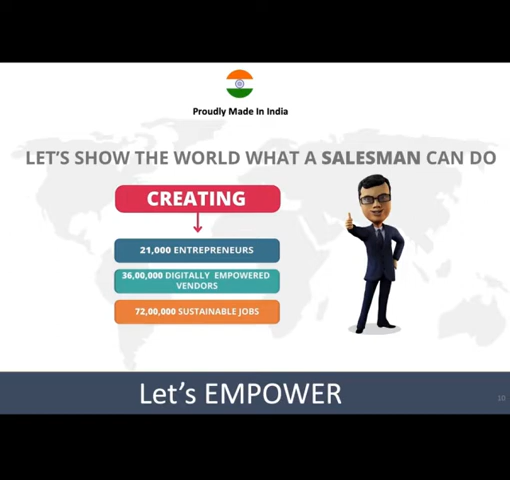 Proudly Made In India
LET'S SHOW THE WORLD WHAT A SALESMAN CAN DO
CREATING
21,000 ENTREPRENEURS
36,00,000 DIGITALLY EMPOWERED
VENDORS
72,00,000 SUSTAINABLE JOBS
Let's EMPOWER
10